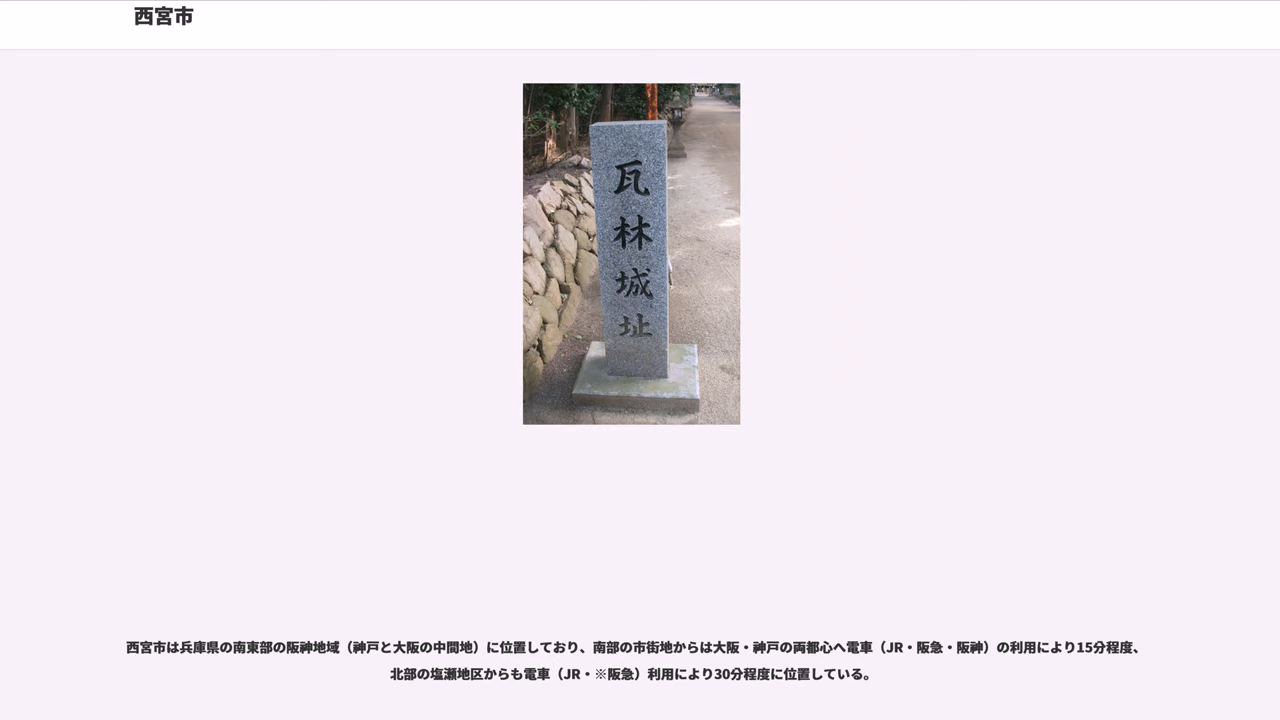 西宮市
瓦林城址
西宮市は兵庫県の南東部の阪神地域（神戸と大阪の中間地）に位置しており、南部の市街地からは大阪・神戸の両都心へ電車（JR・阪急・阪神）の利用により15分程度、
北部の塩瀬地区からも電車（JR・※阪急）利用により30分程度に位置している。